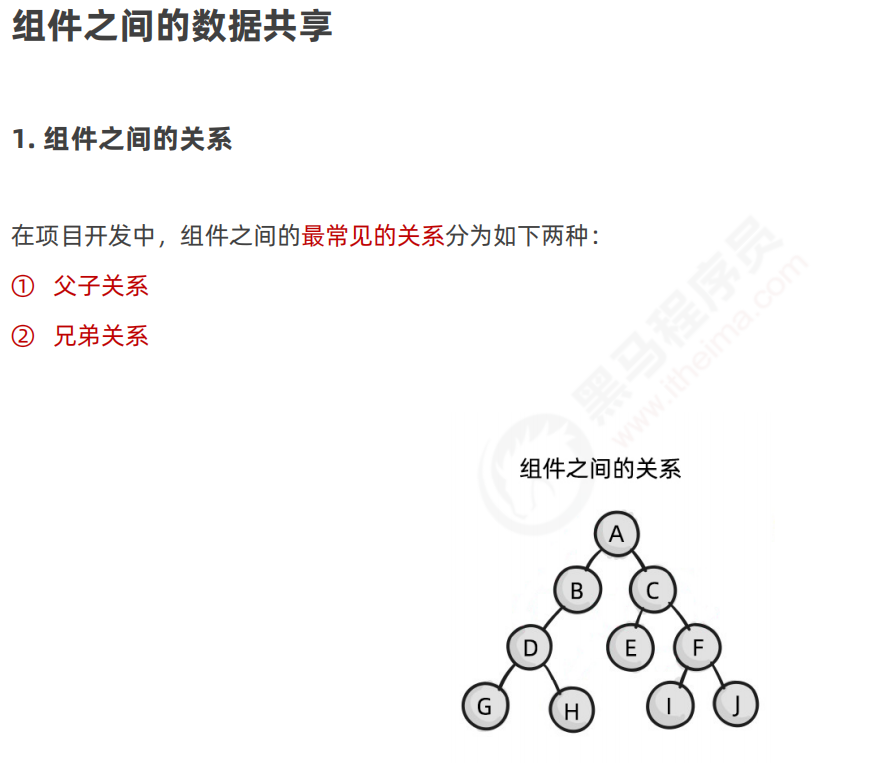 组件之间的数据共享
1. 组件之间的关系
在项目开发中，组件之间的最常见的关系分为如下两种：
① 父子关系
② 兄弟关系
黑马程序员
www.itheima.com
组件之间的关系
A
B C
D E F
G H I J